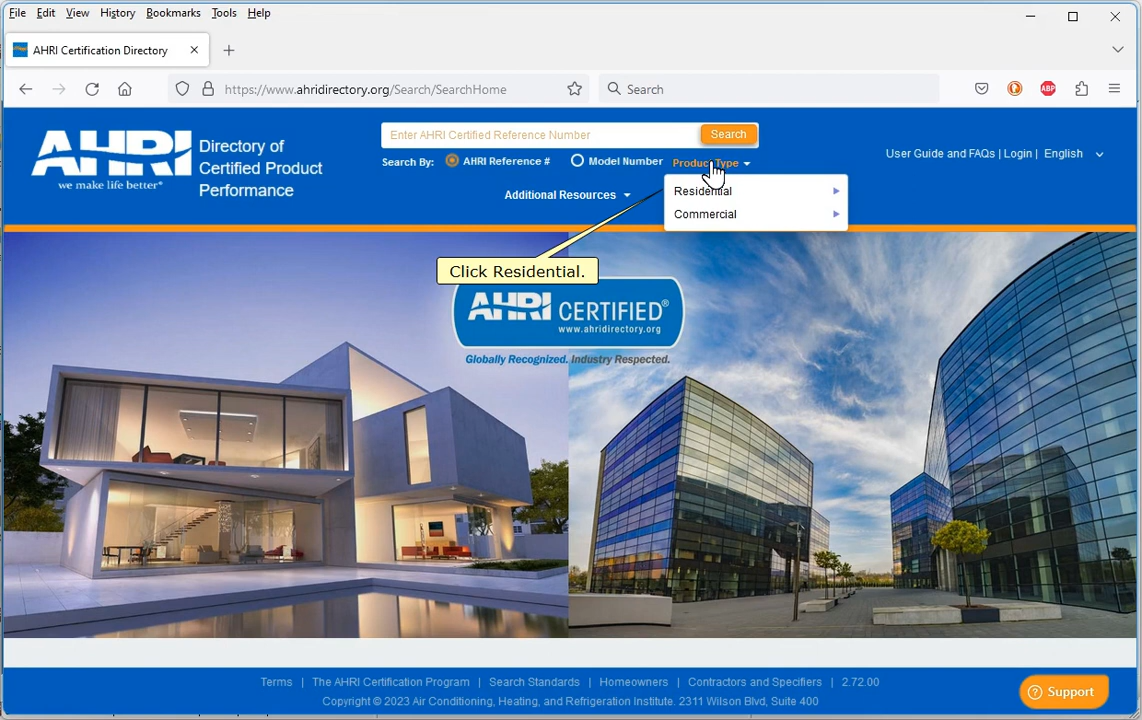 File Edit View History Bookmarks Tools Help
AHRI Certification Directory
https://www.ahridirectory.org/Search/SearchHome
Search
ABP
AHRI
we make life better®
Directory of
Certified Product
Performance
Enter AHRI Certified Reference Number
Search
Search By: AHRI Reference # Model Number Product Type
User Guide and FAQs | Login | English
Additional Resources
Residential
Commercial
Click Residential.
AHRI CERTIFIED®
www.ahridirectory.org
Globally Recognized. Industry Respected.
Terms | The AHRI Certification Program | Search Standards | Homeowners | Contractors and Specifiers | 2.72.00
Copyright © 2023 Air Conditioning, Heating, and Refrigeration Institute. 2311 Wilson Blvd, Suite 400
Support